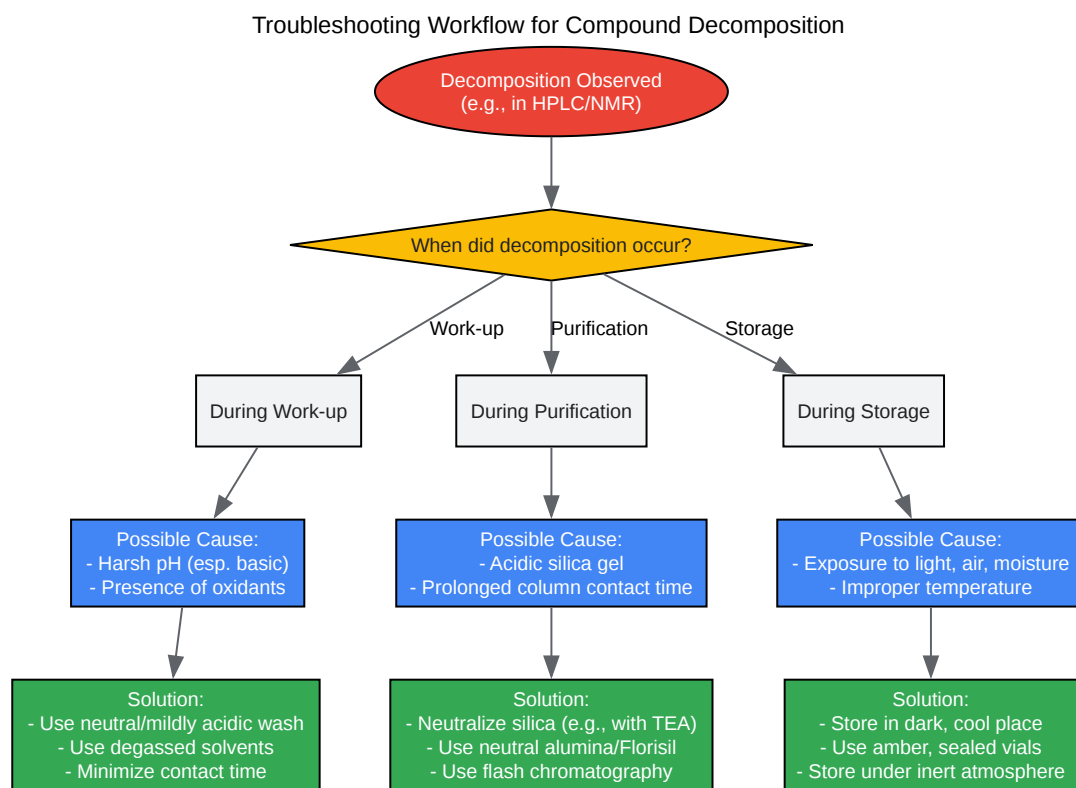 Troubleshooting Workflow for Compound Decomposition
Decomposition Observed
(e.g., in HPLC/NMR)
When did decomposition occur?
Work-up
Purification
Storage
During Work-up
During Purification
During Storage
Possible Cause:
- Harsh pH (esp. basic)
- Presence of oxidants
Possible Cause:
- Acidic silica gel
- Prolonged column contact time
Possible Cause:
- Exposure to light, air, moisture
- Improper temperature
Solution:
- Use neutral/mildly acidic wash
- Use degassed solvents
- Minimize contact time
Solution:
- Neutralize silica (e.g., with TEA)
- Use neutral alumina/Florisil
- Use flash chromatography
Solution:
- Store in dark, cool place
- Use amber, sealed vials
- Store under inert atmosphere